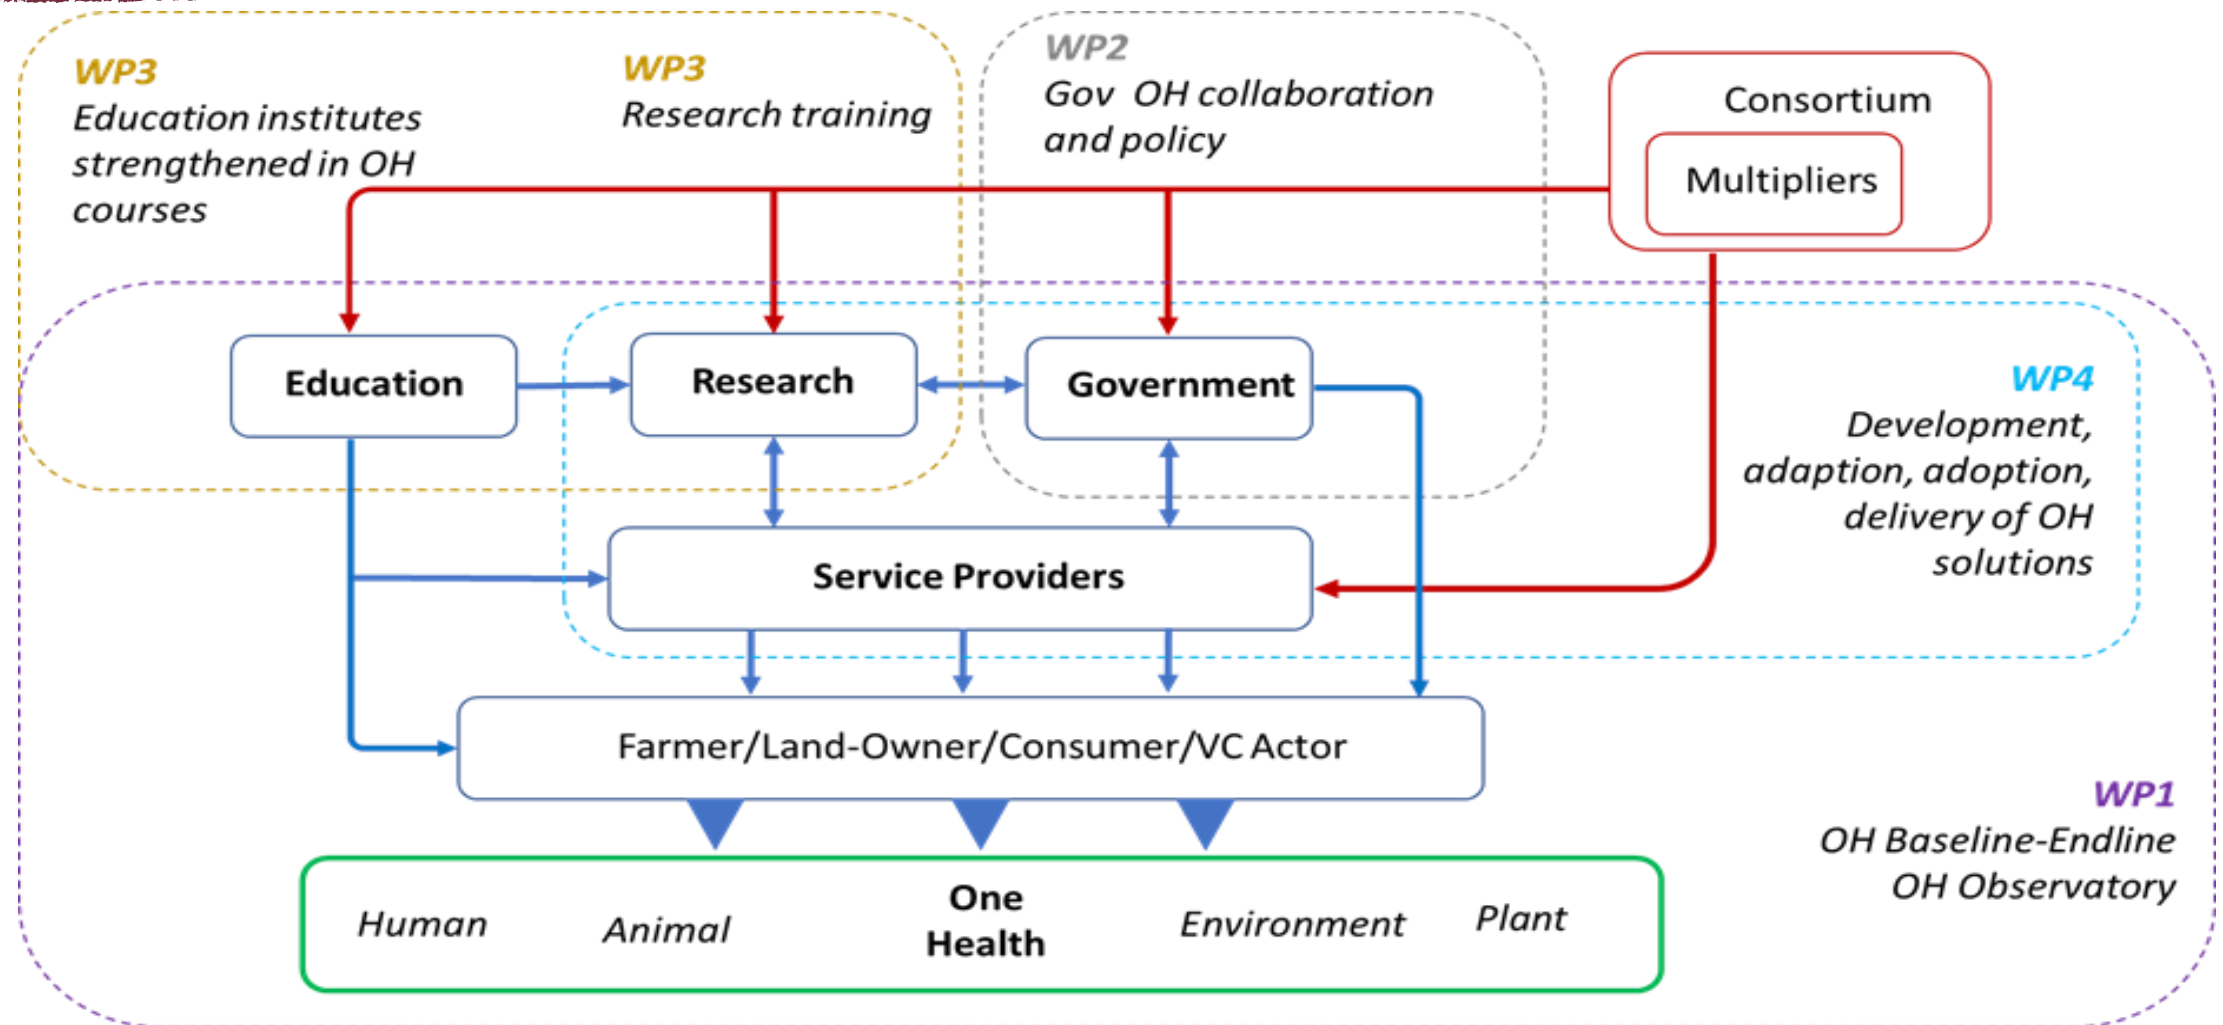 WP3
Education institutes
strengthened in OH
courses
WP3
Research training
WP2
Gov OH collaboration
and policy
Consortium
Multipliers
Education
Research
Government
WP4
Development,
adaption, adoption,
delivery of OH
solutions
Service Providers
Farmer/Land-Owner/Consumer/VC Actor
WP1
OH Baseline-Endline
OH Observatory
Human
Animal
One
Health
Environment
Plant